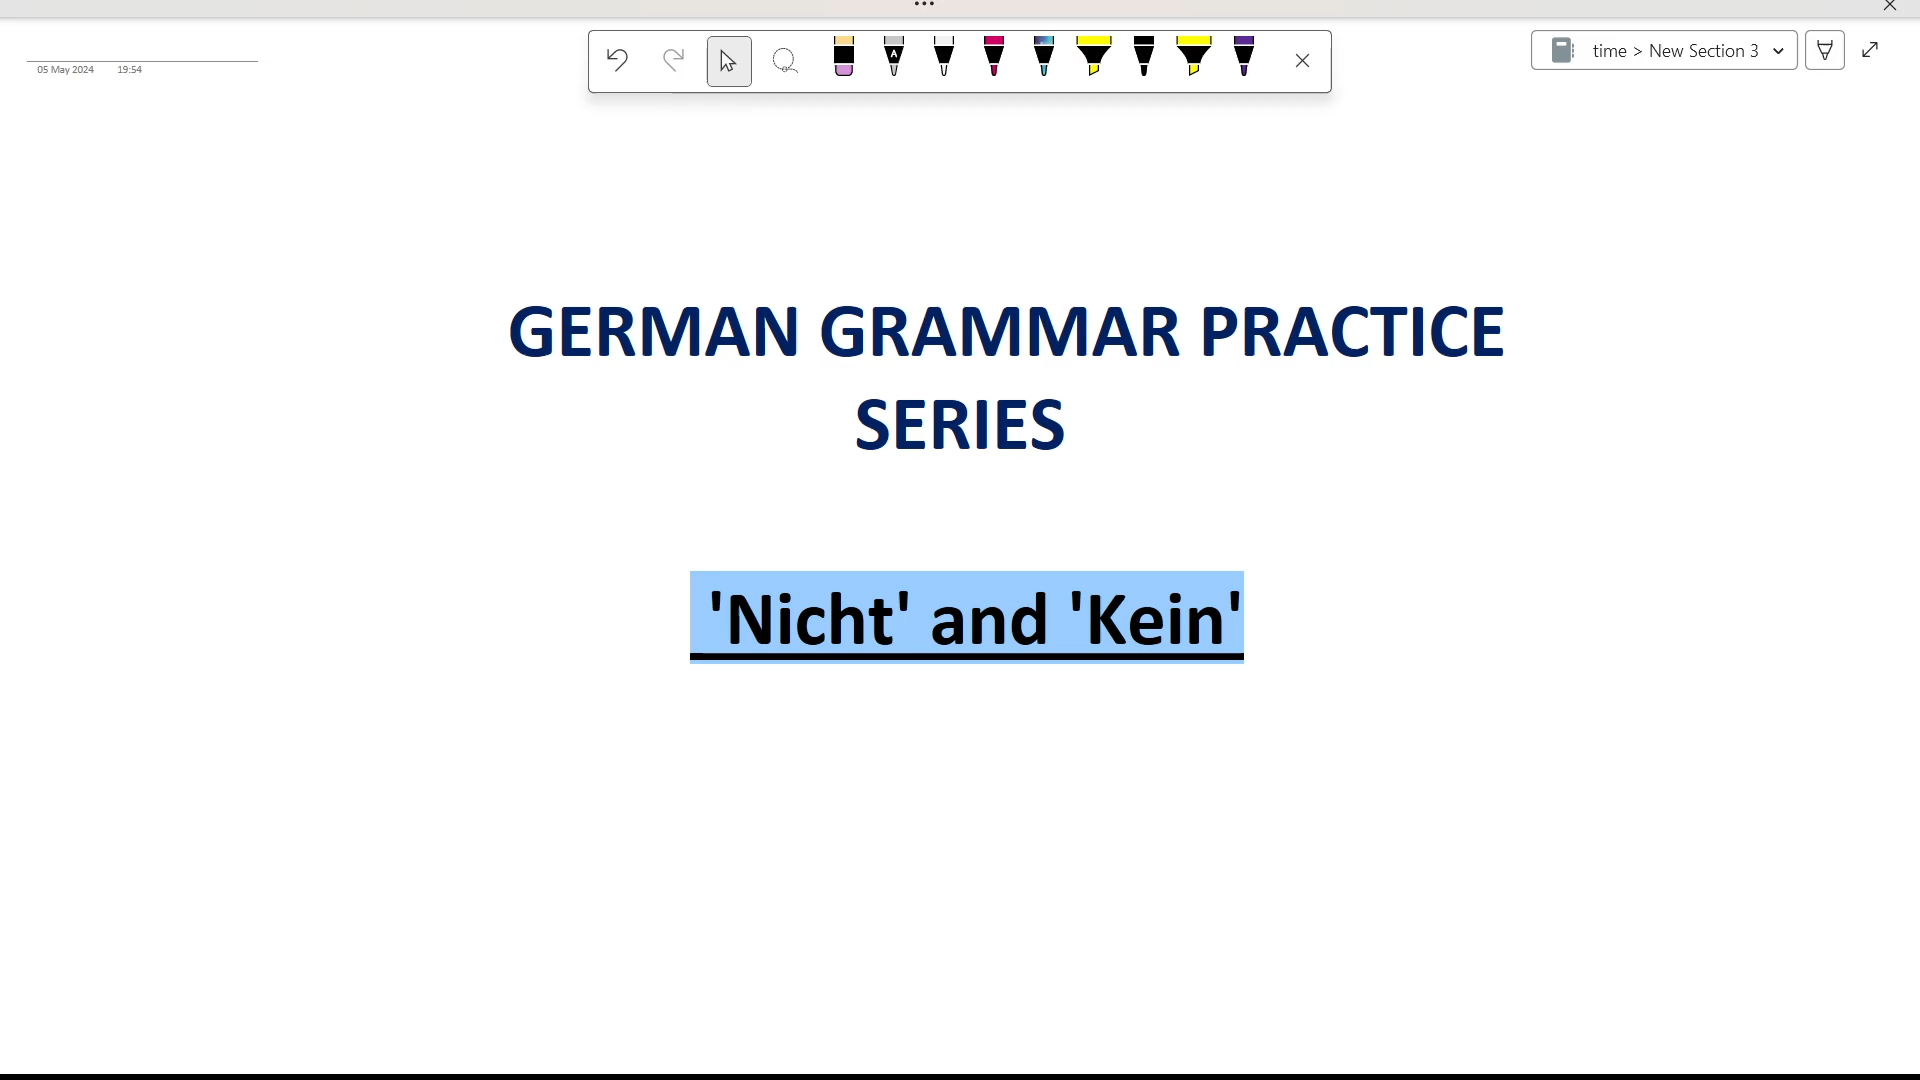 time > New Section 3
05 May 2024 19:54
GERMAN GRAMMAR PRACTICE
SERIES
'Nicht' and 'Kein'